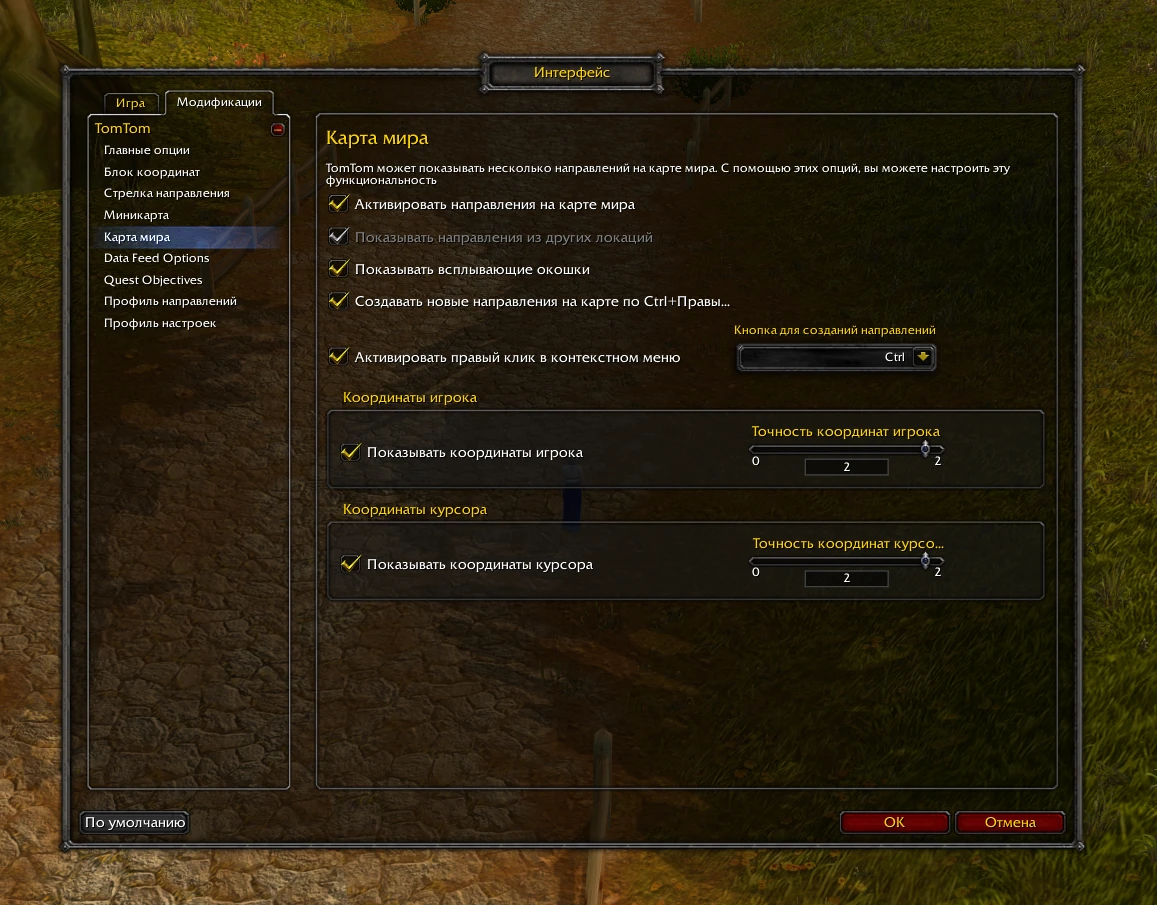 Интерфейс
Игра
Модификации
TomTom
Главные опции
Блок координат
Стрелка направления
Миникарта
Карта мира
Data Feed Options
Quest Objectives
Профиль направлений
Профиль настроек
Карта мира
TomTom может показывать несколько направлений на карте мира. С помощью этих опций, вы можете настроить эту
функциональность
Активировать направления на карте мира
Показывать направления из других локаций
Показывать всплывающие окошки
Создавать новые направления на карте по Ctrl+Правы...
Кнопка для созданий направлений
Активировать правый клик в контекстном меню
Ctrl
Координаты игрока
Точность координат игрока
Показывать координаты игрока
0
2
2
Координаты курсора
Точность координат курсо...
Показывать координаты курсора
0
2
2
По умолчанию
ОК
Отмена